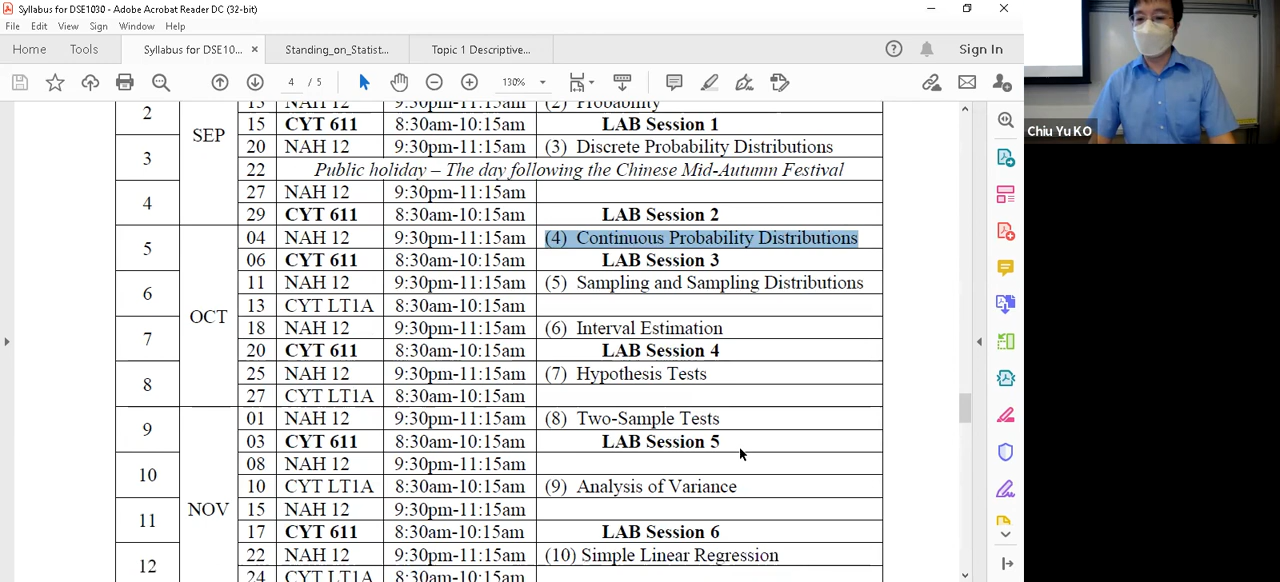 Syllabus for DSE1030 - Adobe Acrobat Reader DC (32-bit)
File Edit View Sign Window Help
Home Tools Syllabus for DSE10... × Standing_on_Statist... Topic 1 Descriptive... Sign In
4 / 5 130%
Chiu Yu KO
2 SEP 13 NAH 12 9:30pm-11:15am (2) Probability
15 CYT 611 8:30am-10:15am LAB Session 1
3 20 NAH 12 9:30pm-11:15am (3) Discrete Probability Distributions
22 Public holiday – The day following the Chinese Mid-Autumn Festival
4 27 NAH 12 9:30pm-11:15am
29 CYT 611 8:30am-10:15am LAB Session 2
5 OCT 04 NAH 12 9:30pm-11:15am (4) Continuous Probability Distributions
06 CYT 611 8:30am-10:15am LAB Session 3
6 11 NAH 12 9:30pm-11:15am (5) Sampling and Sampling Distributions
13 CYT LT1A 8:30am-10:15am
7 18 NAH 12 9:30pm-11:15am (6) Interval Estimation
20 CYT 611 8:30am-10:15am LAB Session 4
8 25 NAH 12 9:30pm-11:15am (7) Hypothesis Tests
27 CYT LT1A 8:30am-10:15am
9 NOV 01 NAH 12 9:30pm-11:15am (8) Two-Sample Tests
03 CYT 611 8:30am-10:15am LAB Session 5
10 08 NAH 12 9:30pm-11:15am
10 CYT LT1A 8:30am-10:15am (9) Analysis of Variance
11 15 NAH 12 9:30pm-11:15am
17 CYT 611 8:30am-10:15am LAB Session 6
12 22 NAH 12 9:30pm-11:15am (10) Simple Linear Regression
24 CYT LT1A 8:30am-10:15am